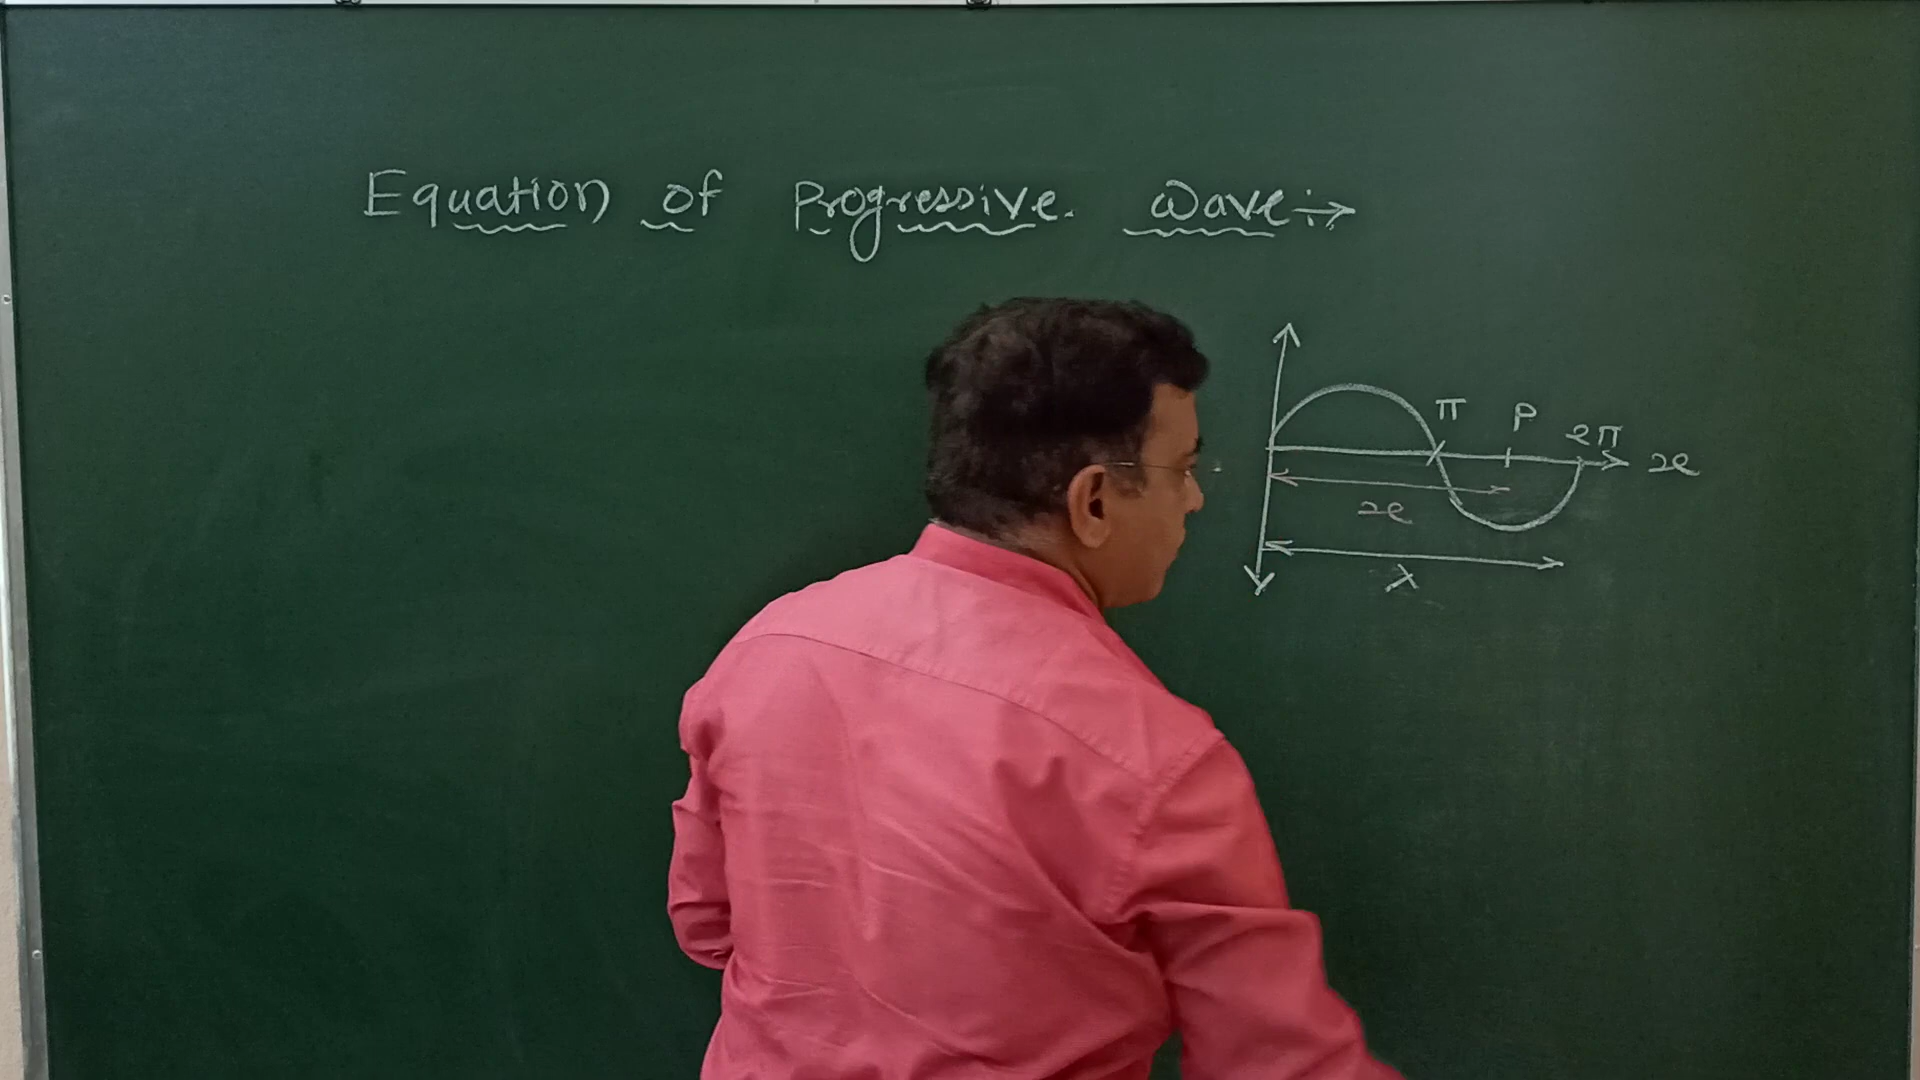 Equation of Progressive. Wave:→
π P 2π x
x
λ